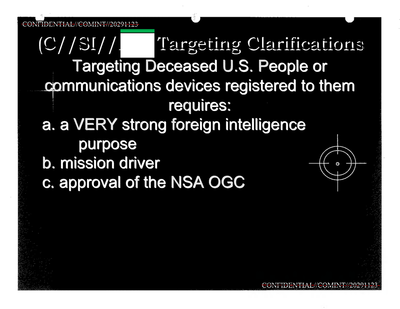 CONFIDENTIAL//COMINT//20291123
(C//SI// Targeting Clarifications
Targeting Deceased U.S. People or
communications devices registered to them
requires:
a. a VERY strong foreign intelligence
purpose
b. mission driver
c. approval of the NSA OGC
CONFIDENTIAL//COMINT//20291123